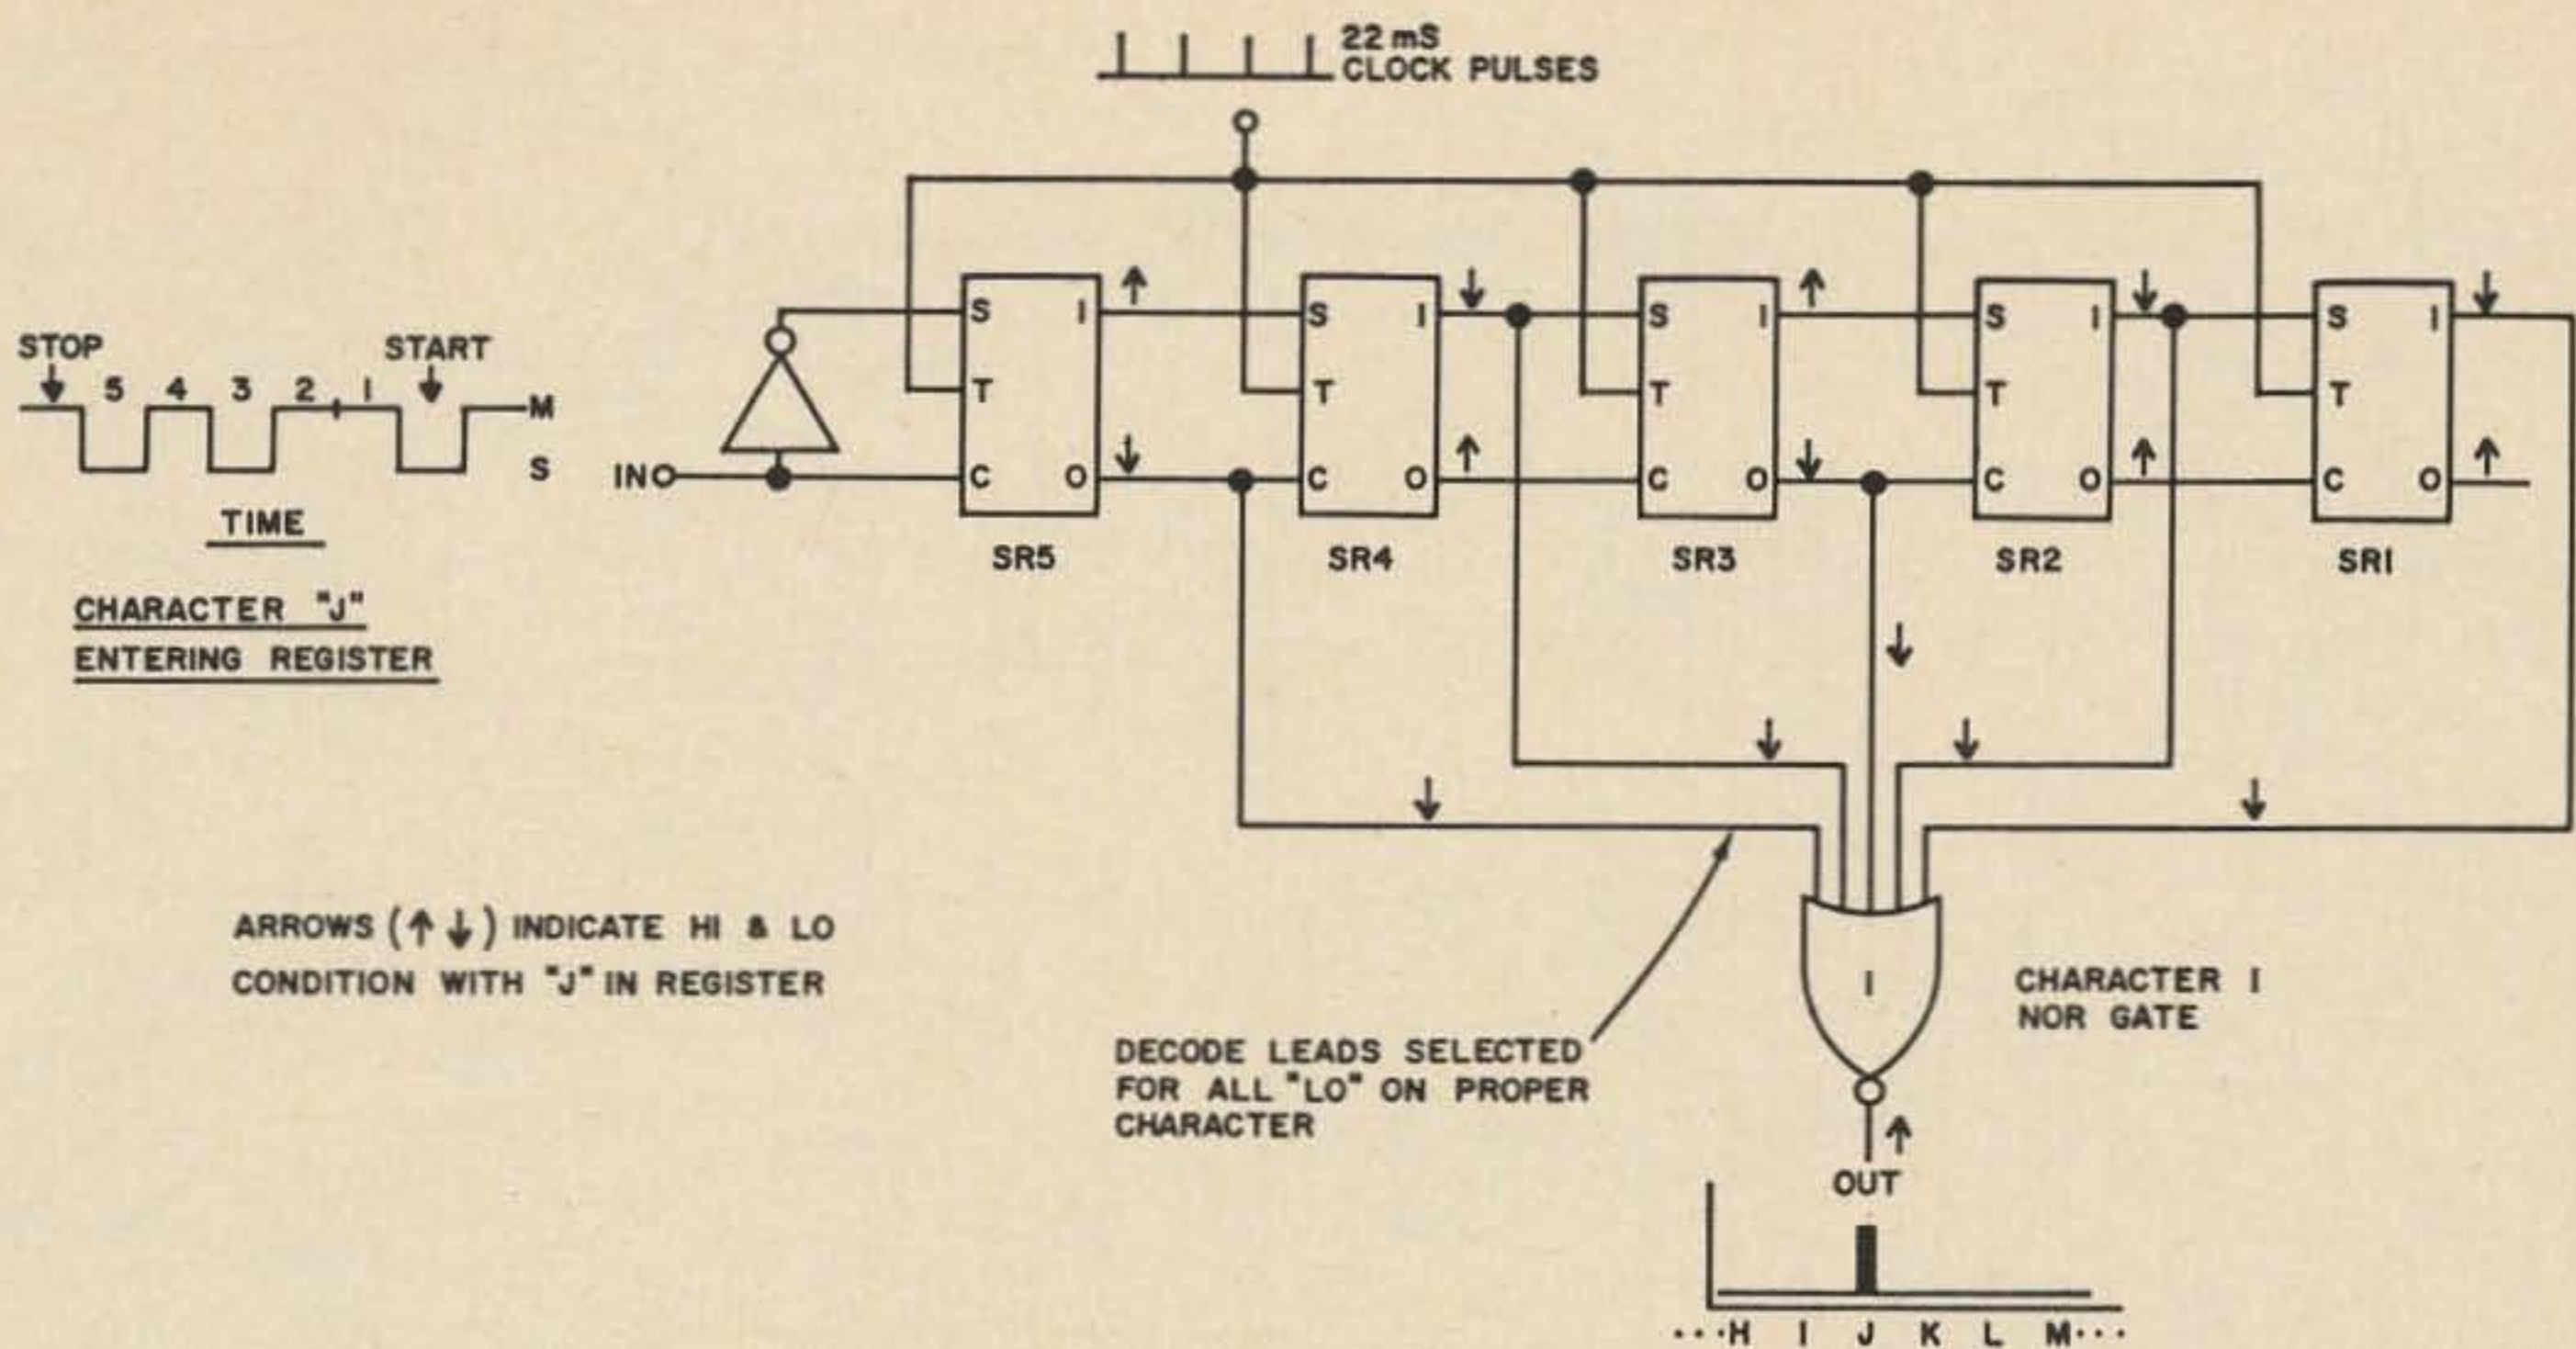 22 mS
CLOCK PULSES
STOP
START
5 4 3 2 1
M
S
TIME
CHARACTER "J"
ENTERING REGISTER
IN
S I
T
C O
SR5
S I
T
C O
SR4
S I
T
C O
SR3
S I
T
C O
SR2
S I
T
C O
SR1
ARROWS (↑↓) INDICATE HI & LO
CONDITION WITH "J" IN REGISTER
DECODE LEADS SELECTED
FOR ALL "LO" ON PROPER
CHARACTER
I
CHARACTER I
NOR GATE
OUT
...H I J K L M...